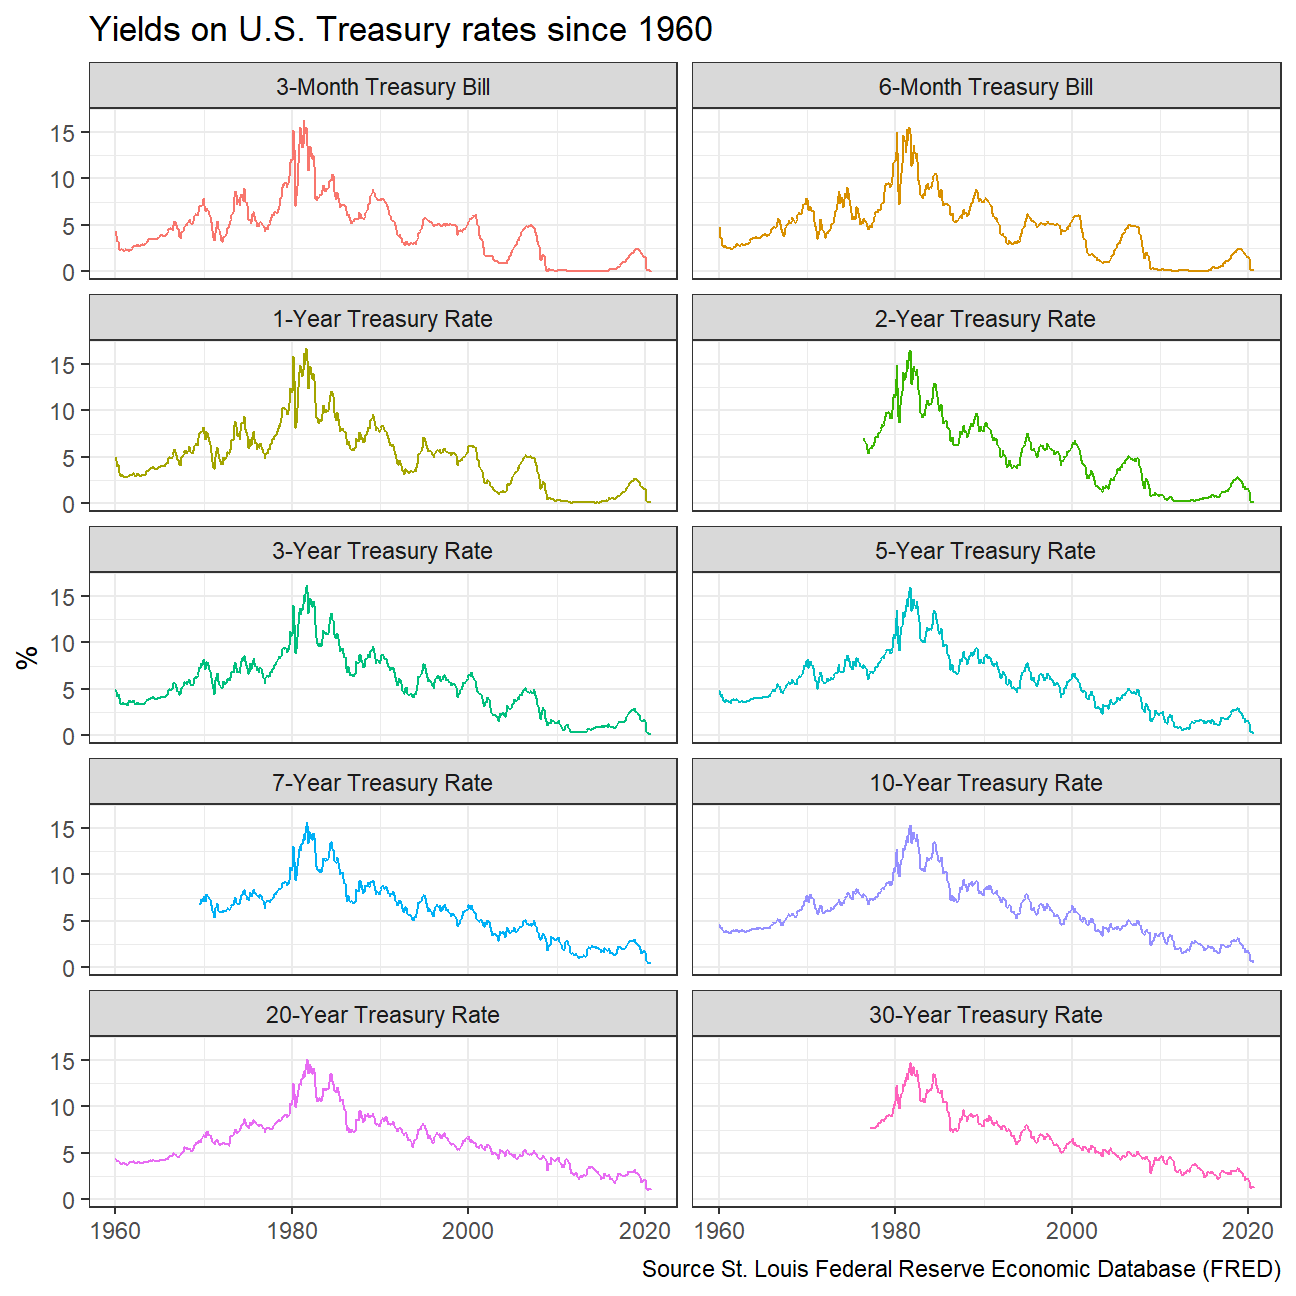 Yields on U.S. Treasury rates since 1960
3-Month Treasury Bill
6-Month Treasury Bill
15
10
5
0
1-Year Treasury Rate
2-Year Treasury Rate
15
10
5
0
3-Year Treasury Rate
5-Year Treasury Rate
15
10
5
0
%
7-Year Treasury Rate
10-Year Treasury Rate
15
10
5
0
20-Year Treasury Rate
30-Year Treasury Rate
15
10
5
0
1960 1980 2000 2020 1960 1980 2000 2020
Source St. Louis Federal Reserve Economic Database (FRED)